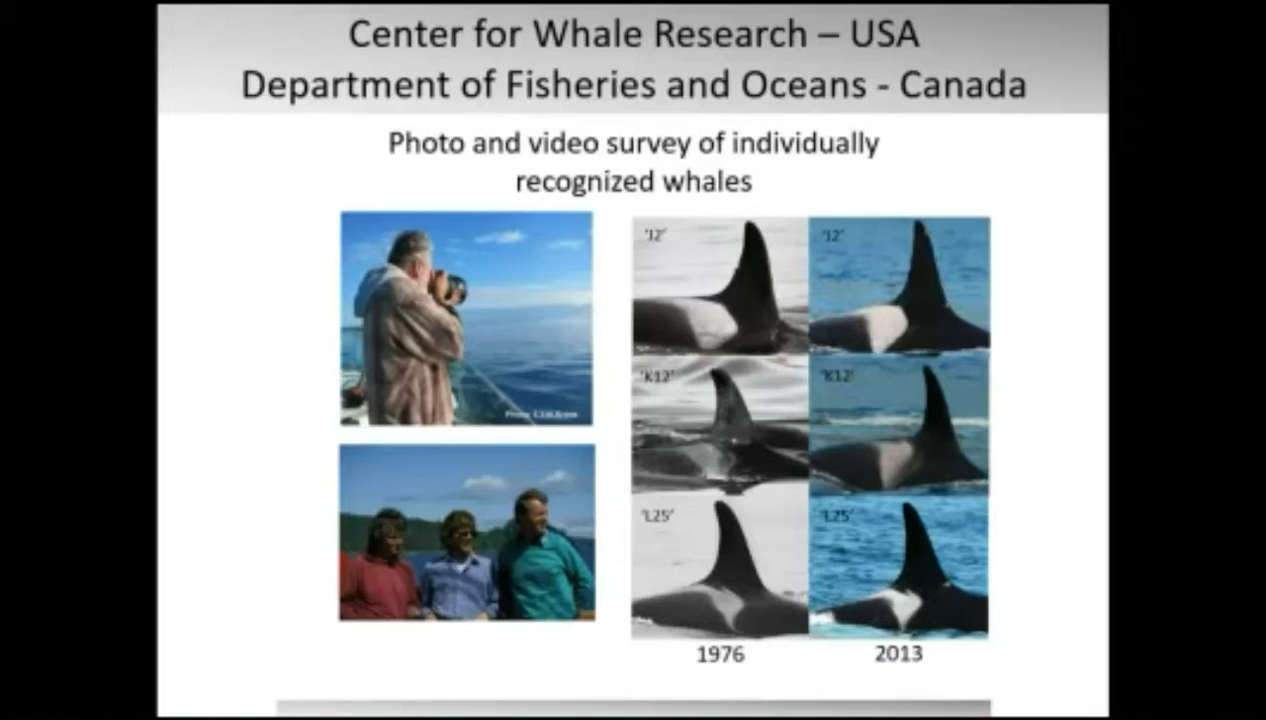 Center for Whale Research – USA
Department of Fisheries and Oceans - Canada
Photo and video survey of individually
recognized whales
'J2' 'J2'
'K12' 'K12'
'L25' 'L25'
1976 2013